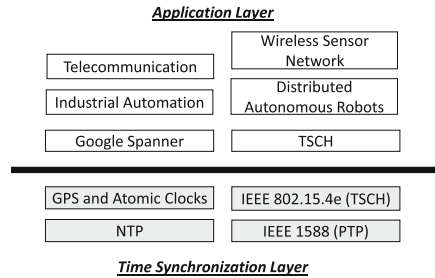 Application Layer
Telecommunication
Wireless Sensor
Network
Industrial Automation
Distributed
Autonomous Robots
Google Spanner
TSCH
GPS and Atomic Clocks
IEEE 802.15.4e (TSCH)
NTP
IEEE 1588 (PTP)
Time Synchronization Layer